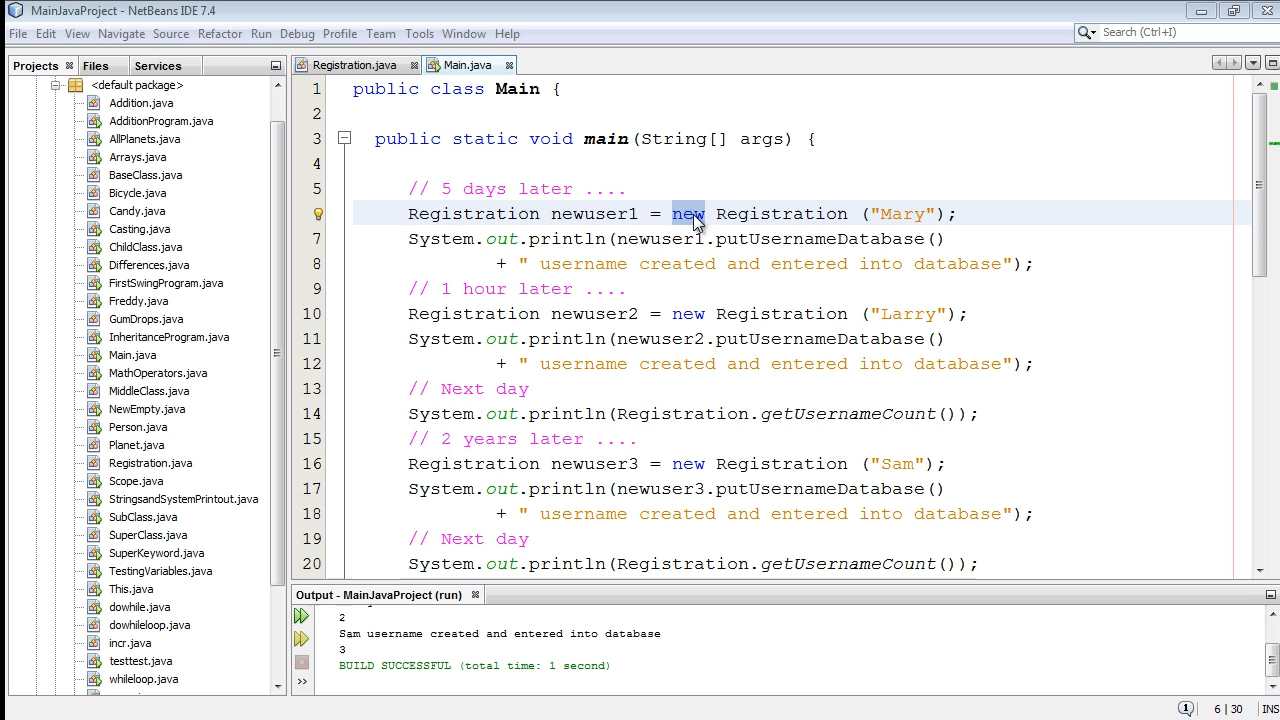 MainJavaProject - NetBeans IDE 7.4
File Edit View Navigate Source Refactor Run Debug Profile Team Tools Window Help
Search (Ctrl+I)
Projects Files Services
<default package>
Addition.java
AdditionProgram.java
AllPlanets.java
Arrays.java
BaseClass.java
Bicycle.java
Candy.java
Casting.java
ChildClass.java
Differences.java
FirstSwingProgram.java
Freddy.java
GumDrops.java
InheritanceProgram.java
Main.java
MathOperators.java
MiddleClass.java
NewEmpty.java
Person.java
Planet.java
Registration.java
Scope.java
StringsandSystemPrintout.java
SubClass.java
SuperClass.java
SuperKeyword.java
TestingVariables.java
This.java
dowhile.java
dowhileloop.java
incr.java
testtest.java
whileloop.java
Registration.java Main.java
1 public class Main {
2
3 public static void main(String[] args) {
4
5 // 5 days later ....
Registration newuser1 = new Registration ("Mary");
7 System.out.println(newuser1.putUsernameDatabase()
8 + " username created and entered into database");
9 // 1 hour later ....
10 Registration newuser2 = new Registration ("Larry");
11 System.out.println(newuser2.putUsernameDatabase()
12 + " username created and entered into database");
13 // Next day
14 System.out.println(Registration.getUsernameCount());
15 // 2 years later ....
16 Registration newuser3 = new Registration ("Sam");
17 System.out.println(newuser3.putUsernameDatabase()
18 + " username created and entered into database");
19 // Next day
20 System.out.println(Registration.getUsernameCount());
Output - MainJavaProject (run)
2
Sam username created and entered into database
3
BUILD SUCCESSFUL (total time: 1 second)
1 6 | 30 INS